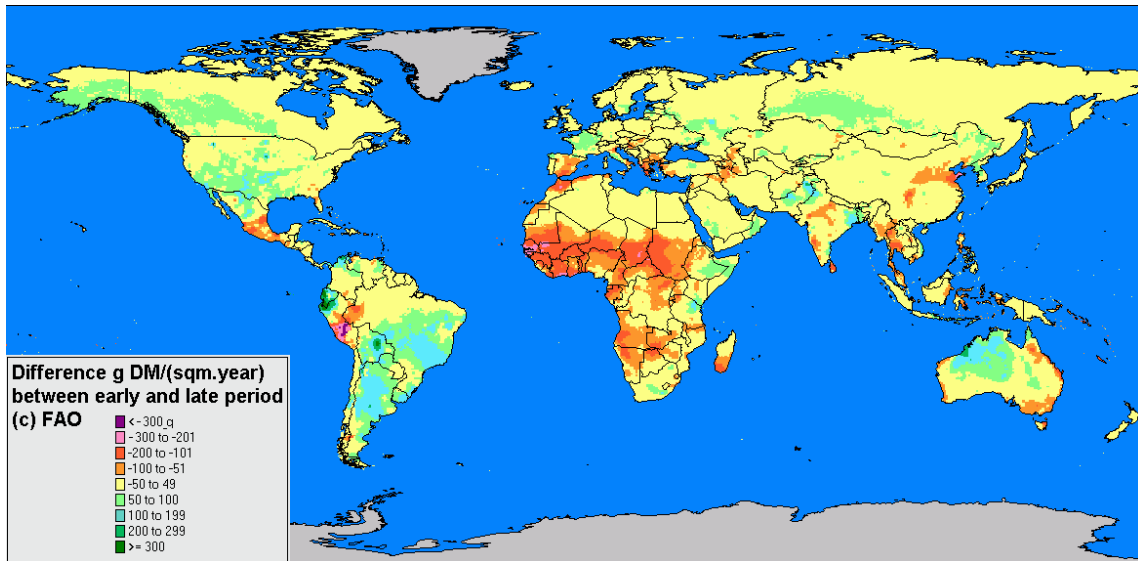 Difference g DM/(sqm.year)
between early and late period
(c) FAO
< - 300_q
- 300 to -201
-200 to -101
-100 to -51
-50 to 49
50 to 100
100 to 199
200 to 299
>= 300